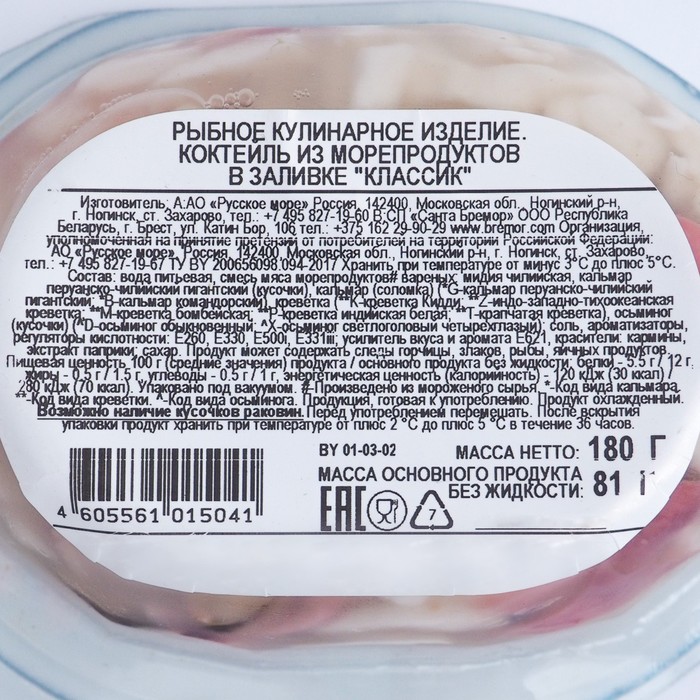 РЫБНОЕ КУЛИНАРНОЕ ИЗДЕЛИЕ.
КОКТЕЙЛЬ ИЗ МОРЕПРОДУКТОВ
В ЗАЛИВКЕ "КЛАССИК"
Изготовитель: А:АО «Русское море» Россия, 142400, Московская обл., Ногинский р-н,
г. Ногинск, ст. Захарово, тел.: +7 495 827-19-60 В:СП «Санта Бремор» ООО Республика
Беларусь, г. Брест, ул. Катин Бор, 106 тел.: +375 162 29-90-29 www.bremor.com Организация,
уполномоченная на принятие претензий от потребителей на территории Российской Федерации:
АО «Русское море», Россия, 142400, Московская обл., Ногинский р-н, г. Ногинск, ст. Захарово,
тел.: +7 495 827-19-67 ТУ BY 200656098.094-2017 Хранить при температуре от минус 3°С до плюс 5°С.
Состав: вода питьевая, смесь мяса морепродуктов# вареных: мидия чилийская, кальмар
перуанско-чилийский гигантский (кусочки), кальмар (соломка) (*G-кальмар перуанско-чилийский
гигантский; *B-кальмар командорский), креветка (**K-креветка Кидди; **Z-индо-западно-тихоокеанская
креветка; **M-креветка бомбейская; **P-креветка индийская белая; **T-крапчатая креветка), осьминог
(кусочки) (^D-осьминог обыкновенный; ^X-осьминог светлоголовый четырехглазый); соль, ароматизаторы,
регуляторы кислотности: E260, E330, E500i, E331iii; усилитель вкуса и аромата E621, красители: кармины,
экстракт паприки; сахар. Продукт может содержать следы горчицы, злаков, рыбы, яичных продуктов.
Пищевая ценность 100 г (средние значения) продукта / основного продукта без жидкости: белки - 5.5 г / 12 г,
жиры - 0.5 г / 1.5 г, углеводы - 0.5 г / 1 г, энергетическая ценность (калорийность) - 120 кДж (30 ккал) /
280 кДж (70 ккал). Упаковано под вакуумом. # Произведено из мороженого сырья. *-Код вида кальмара.
**-Код вида креветки. ^-Код вида осьминога. Продукция, готовая к употреблению. Продукт охлажденный.
Возможно наличие кусочков раковин. Перед употреблением перемешать. После вскрытия
упаковки продукт хранить при температуре от плюс 2 °С до плюс 5 °С в течение 36 часов.
BY 01-03-02
МАССА НЕТТО: 180 Г
МАССА ОСНОВНОГО ПРОДУКТА
БЕЗ ЖИДКОСТИ: 81 Г
4 605561 015041
EAC
7